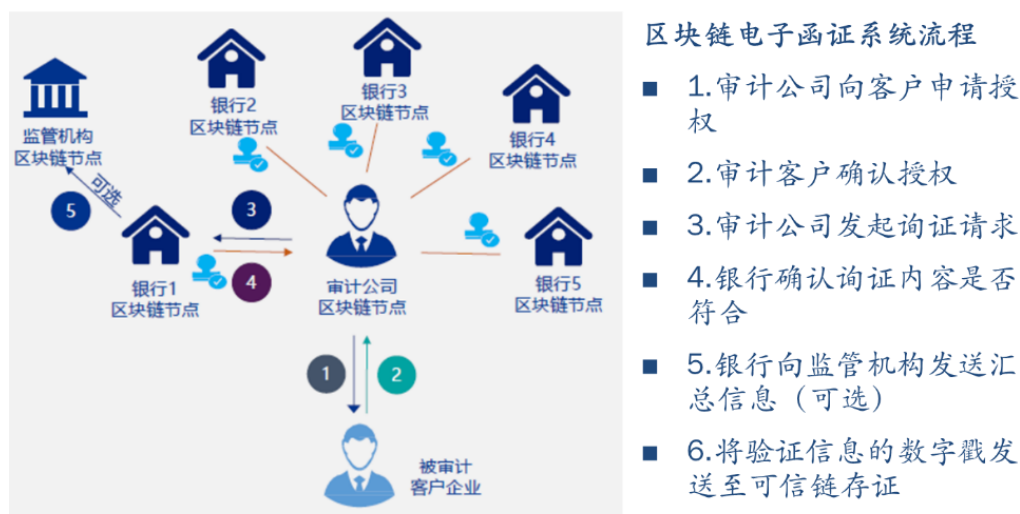 银行3
区块链节点
银行2
区块链节点
监管机构
区块链节点
银行4
区块链节点
可选
5
3
银行1
区块链节点
4
审计公司
区块链节点
银行5
区块链节点
1
2
被审计
客户企业
区块链电子函证系统流程
1.审计公司向客户申请授
权
2.审计客户确认授权
3.审计公司发起询证请求
4.银行确认询证内容是否
符合
5.银行向监管机构发送汇
总信息（可选）
6.将验证信息的数字戳发
送至可信链存证